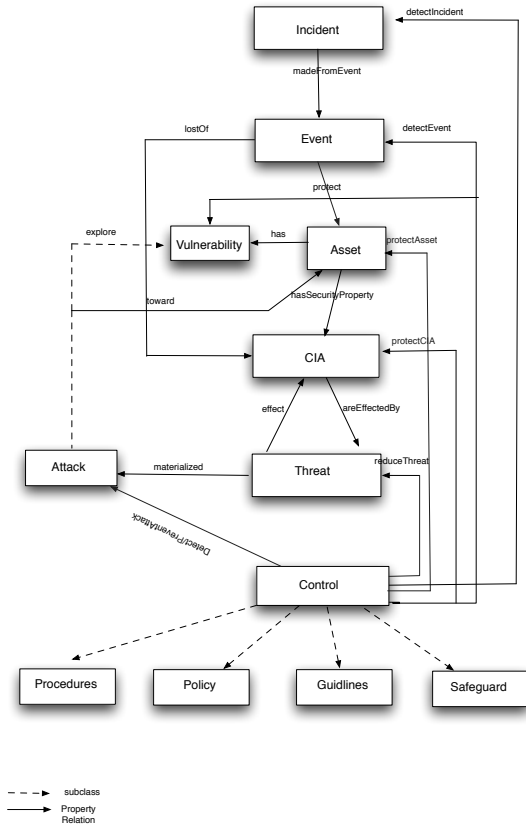 detectIncident
Incident
madeFromEvent
lostOf
Event
detectEvent
protect
explore
has
Vulnerability
Asset
protectAsset
toward
hasSecurityProperty
protectCIA
CIA
effect
areEffectedBy
Attack
materialized
Threat
reduceThreat
Detect/PreventAttack
Control
Procedures
Policy
Guidlines
Safeguard
subclass
Property
Relation